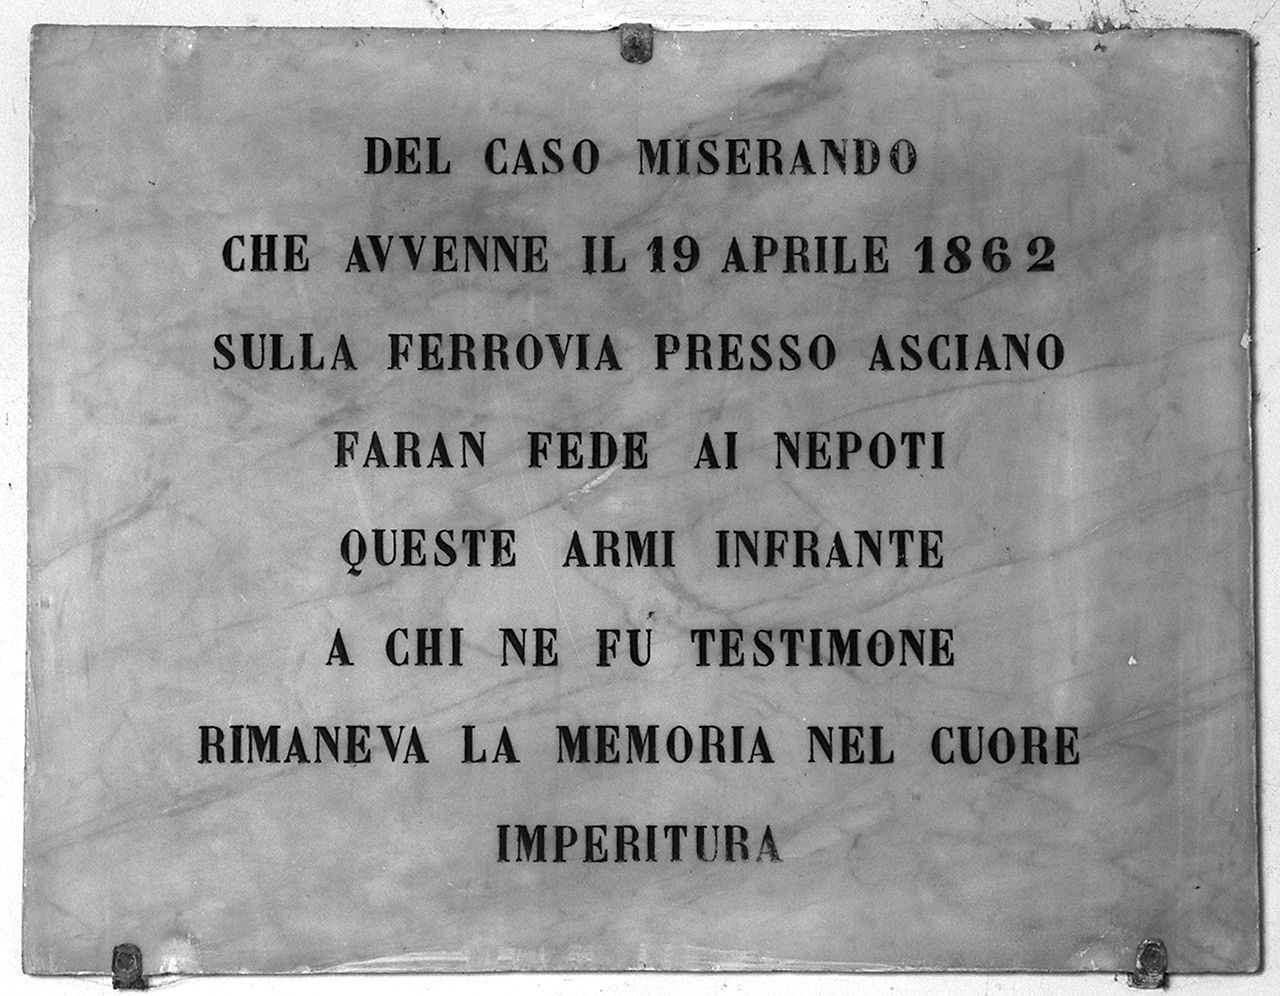 DEL CASO MISERANDO
CHE AVVENNE IL 19 APRILE 1862
SULLA FERROVIA PRESSO ASCIANO
FARAN FEDE AI NEPOTI
QUESTE ARMI INFRANTE
A CHI NE FÚ TESTIMONE
RIMANEVA LA MEMORIA NEL CUORE
IMPERITURA